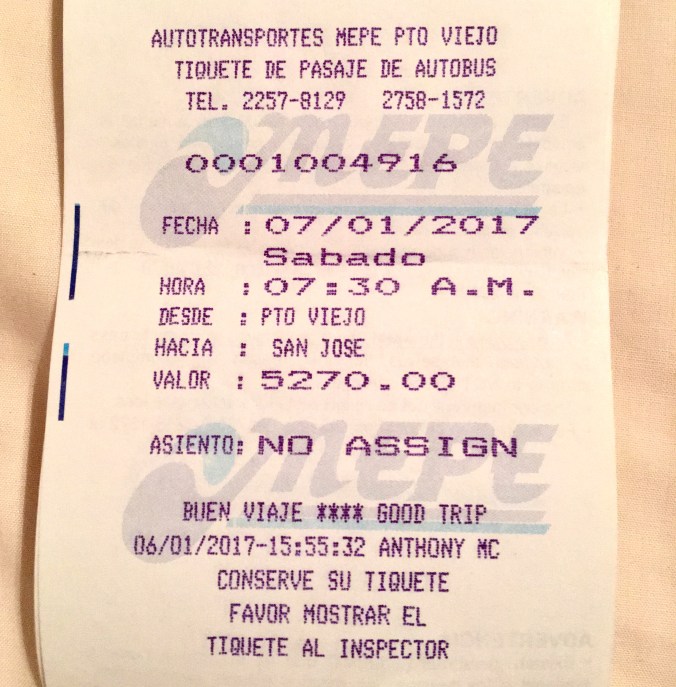 AUTOTRANSPORTES MEPE PTO VIEJO
TIQUETE DE PASAJE DE AUTOBUS
TEL. 2257-8129 2758-1572
MEPE
0001004916
FECHA : 07/01/2017
Sabado
HORA : 07:30 A.M.
DESDE : PTO VIEJO
HACIA : SAN JOSE
VALOR : 5270.00
ASIENTO: NO ASSIGN
MEPE
BUEN VIAJE **** GOOD TRIP
06/01/2017-15:55:32 ANTHONY MC
CONSERVE SU TIQUETE
FAVOR MOSTRAR EL
TIQUETE AL INSPECTOR